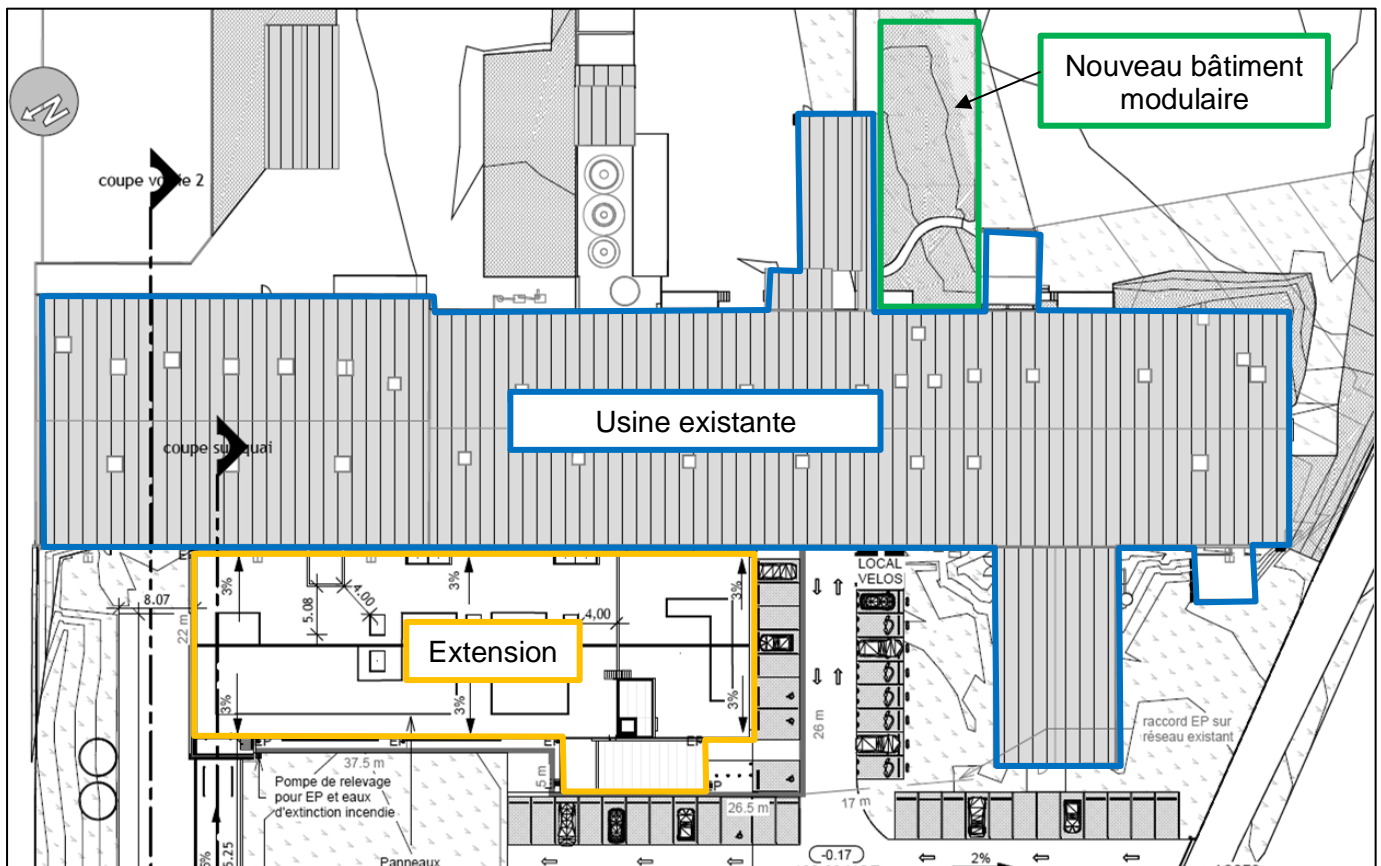 N
Nouveau bâtiment
modulaire
coupe
2
Usine existante
coupe
quai
LOCAL
VELOS
3%
3%
3%
8.07
22 m
5.08
4.00
4,00
Extension
3%
3%
3%
EP
EP
EP
EP
26 m
raccord EP sur
réseau existant
37.5 m
5 m
Pompe de relevage
pour EP et eaux
d'extinction incendie
26.5 m
17 m
5.25
Panneaux
-0.17
2%